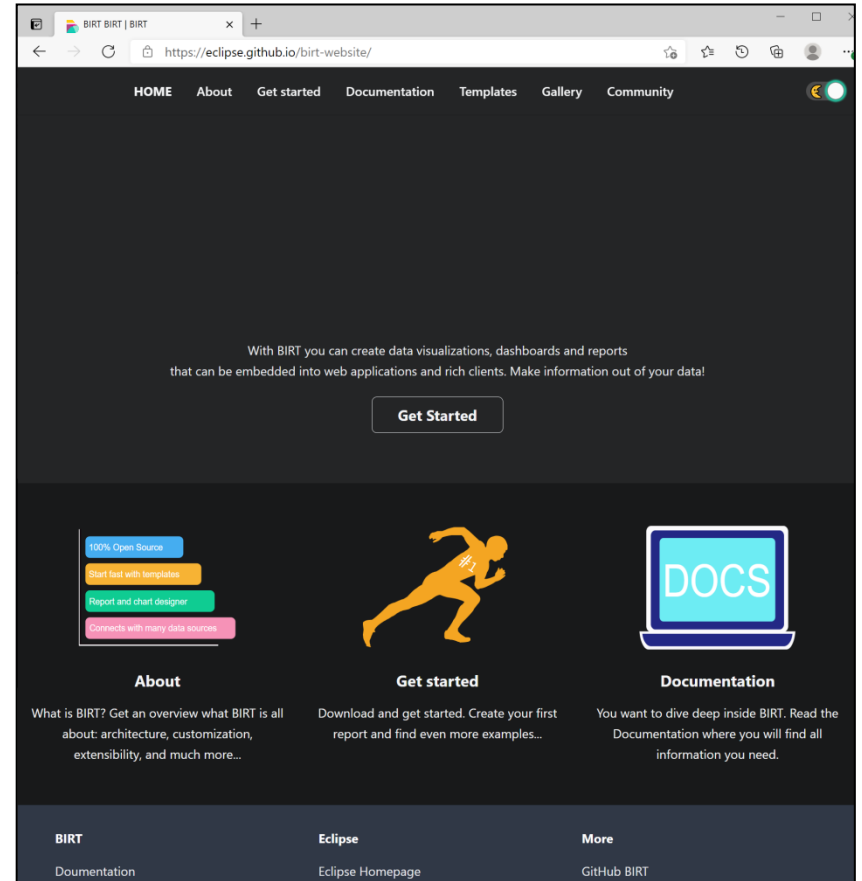 BIRT BIRT | BIRT
https://eclipse.github.io/birt-website/
HOME About Get started Documentation Templates Gallery Community
With BIRT you can create data visualizations, dashboards and reports
that can be embedded into web applications and rich clients. Make information out of your data!
Get Started
100% Open Source
Start fast with templates
Report and chart designer
Connects with many data sources
#1
DOCS
About
What is BIRT? Get an overview what BIRT is all
about: architecture, customization,
extensibility, and much more...
Get started
Download and get started. Create your first
report and find even more examples...
Documentation
You want to dive deep inside BIRT. Read the
Documentation where you will find all
information you need.
BIRT
Doumentation
Eclipse
Eclipse Homepage
More
GitHub BIRT